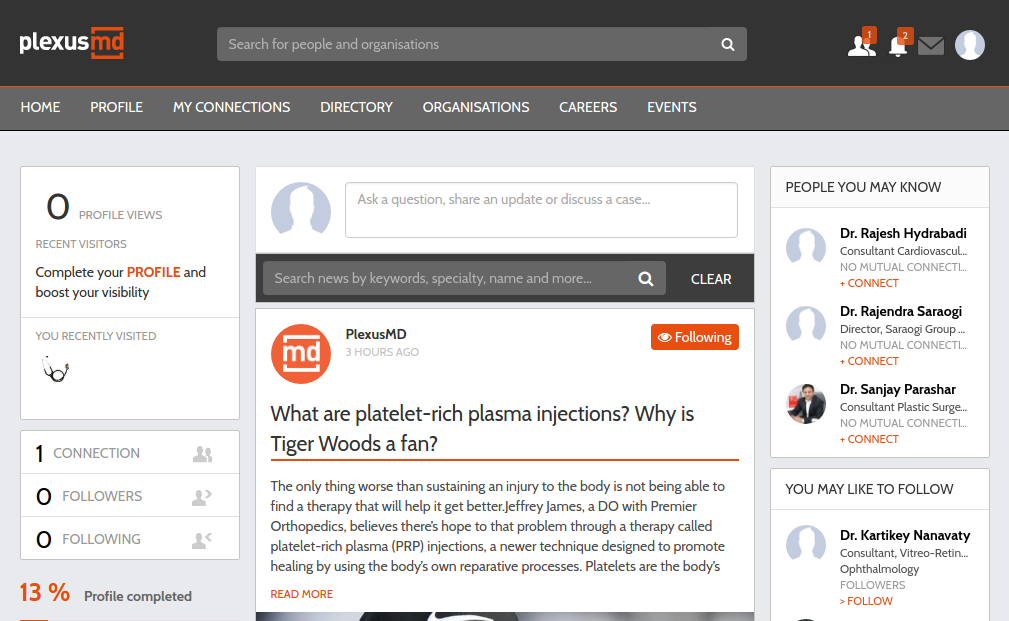 plexusmd
Search for people and organisations
1
2
HOME PROFILE MY CONNECTIONS DIRECTORY ORGANISATIONS CAREERS EVENTS
0 PROFILE VIEWS
RECENT VISITORS
Complete your PROFILE and
boost your visibility
YOU RECENTLY VISITED
1 CONNECTION
0 FOLLOWERS
0 FOLLOWING
13 % Profile completed
Ask a question, share an update or discuss a case...
Search news by keywords, specialty, name and more...
CLEAR
md
PlexusMD
3 HOURS AGO
Following
What are platelet-rich plasma injections? Why is
Tiger Woods a fan?
The only thing worse than sustaining an injury to the body is not being able to
find a therapy that will help it get better.Jeffrey James, a DO with Premier
Orthopedics, believes there's hope to that problem through a therapy called
platelet-rich plasma (PRP) injections, a newer technique designed to promote
healing by using the body's own reparative processes. Platelets are the body's
READ MORE
PEOPLE YOU MAY KNOW
Dr. Rajesh Hydrabadi
Consultant Cardiovascul...
NO MUTUAL CONNECTI...
+ CONNECT
Dr. Rajendra Saraogi
Director, Saraogi Group ...
NO MUTUAL CONNECTI...
+ CONNECT
Dr. Sanjay Parashar
Consultant Plastic Surge...
NO MUTUAL CONNECTI...
+ CONNECT
YOU MAY LIKE TO FOLLOW
Dr. Kartikey Nanavaty
Consultant, Vitreo-Retin...
Ophthalmology
FOLLOWERS
> FOLLOW